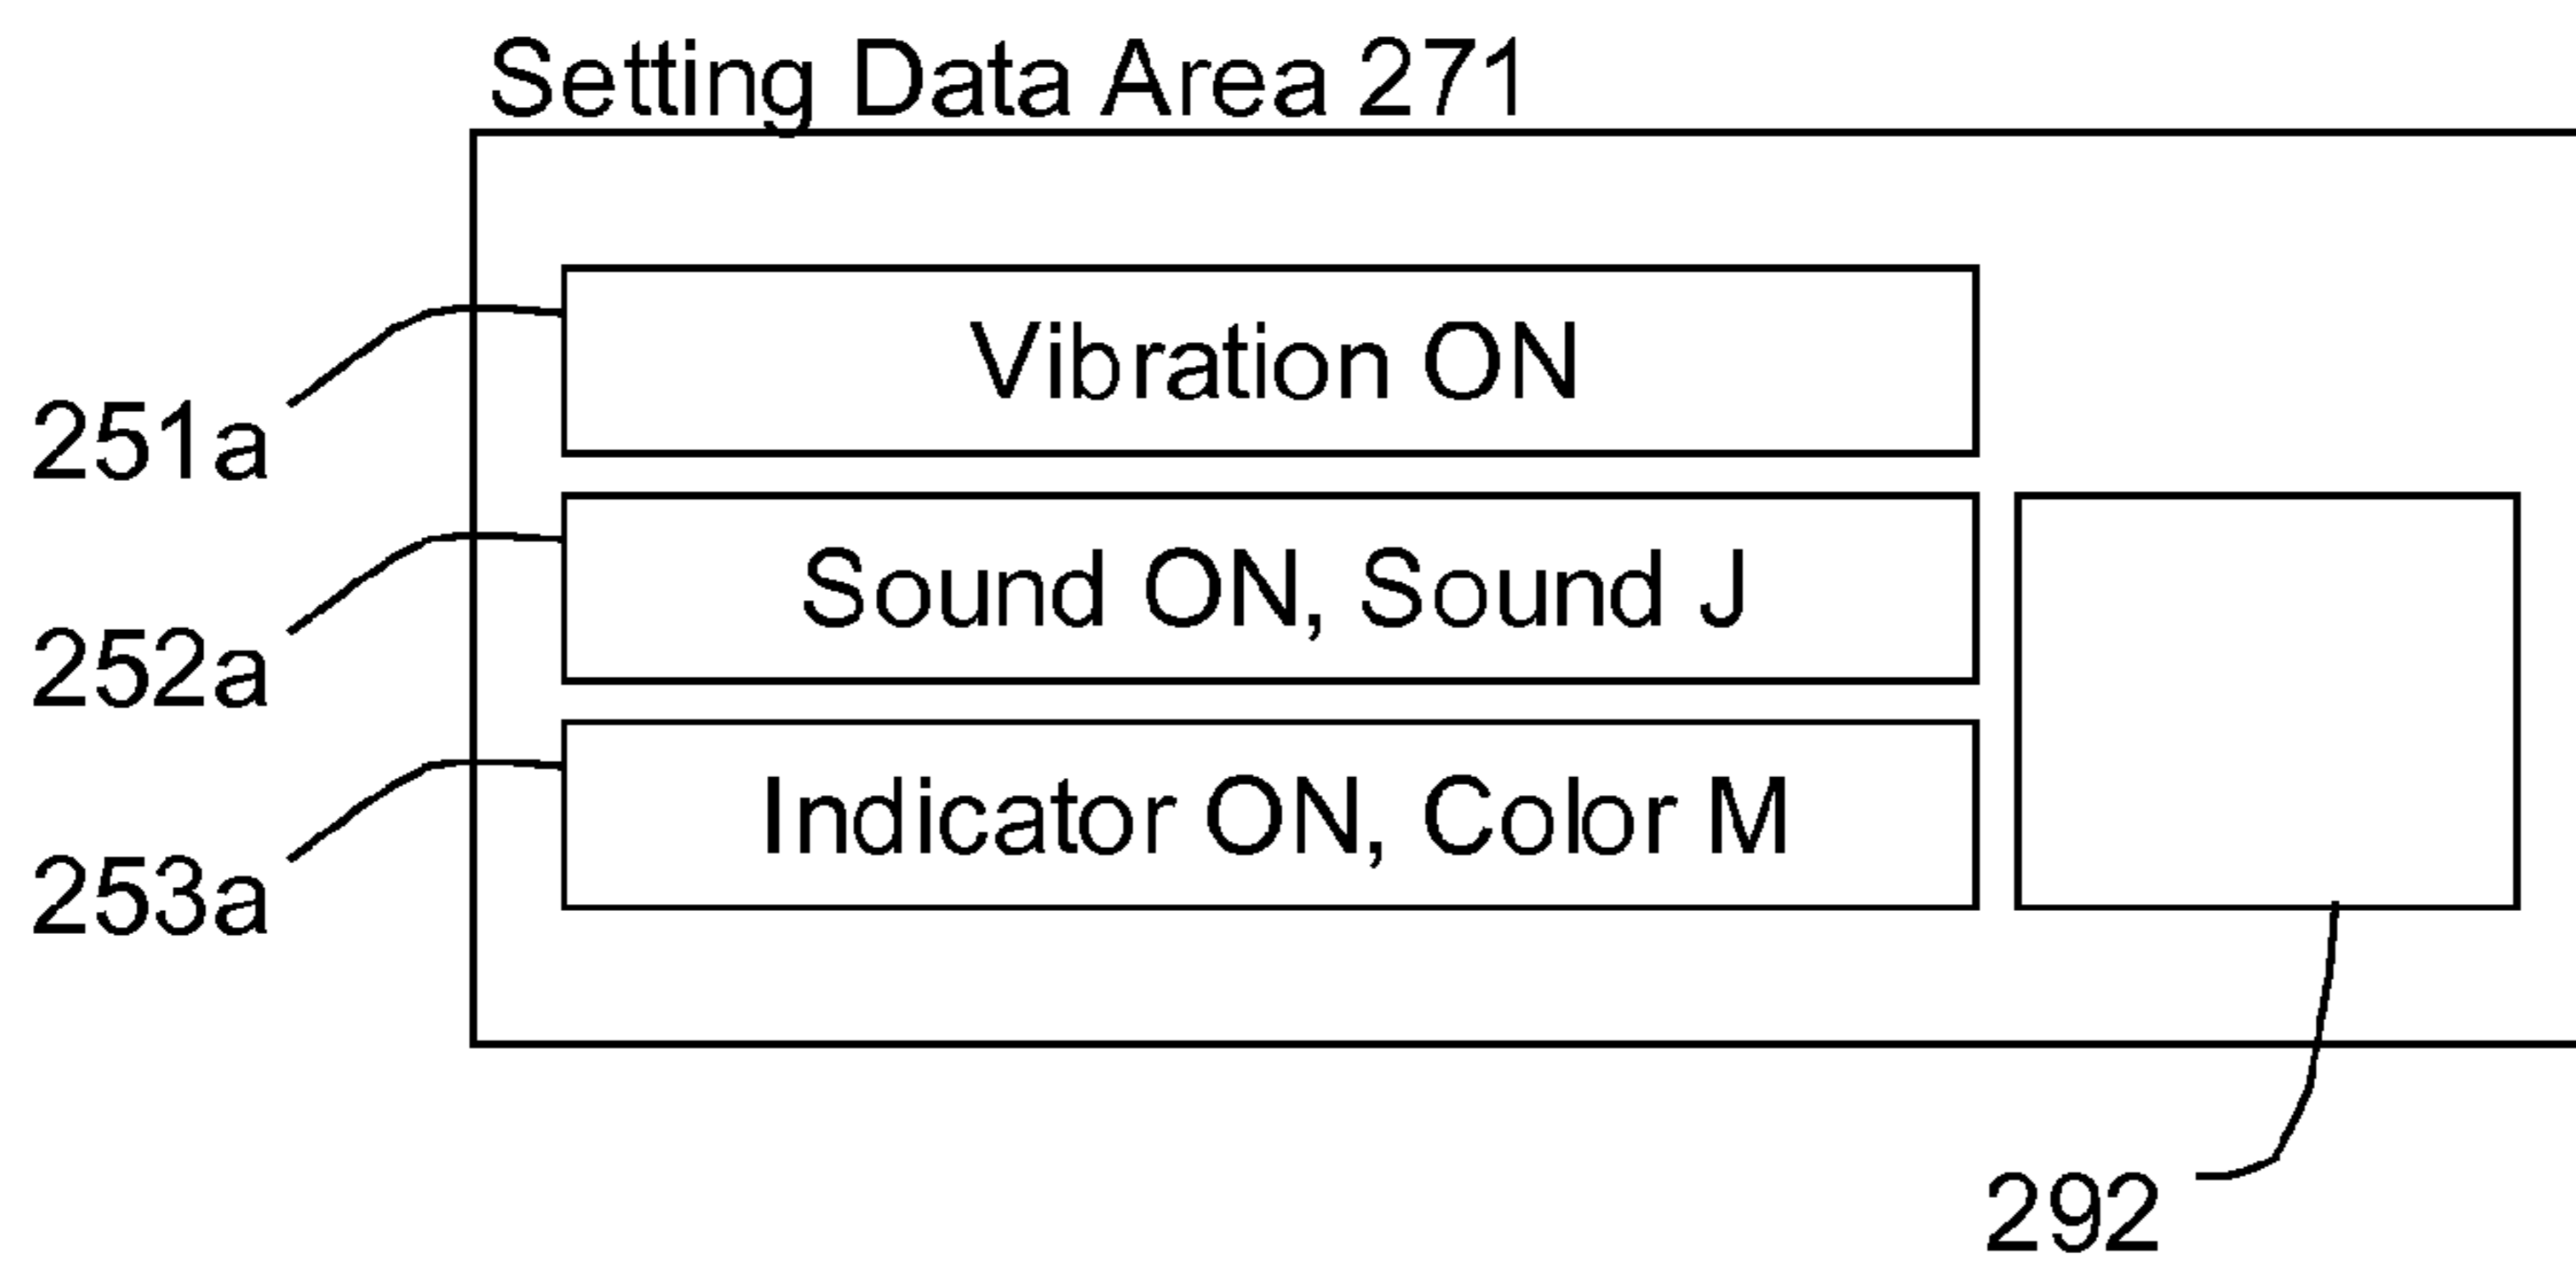 Setting Data Area 271
Vibration ON
251a
Sound ON, Sound J
252a
Indicator ON, Color M
253a
292